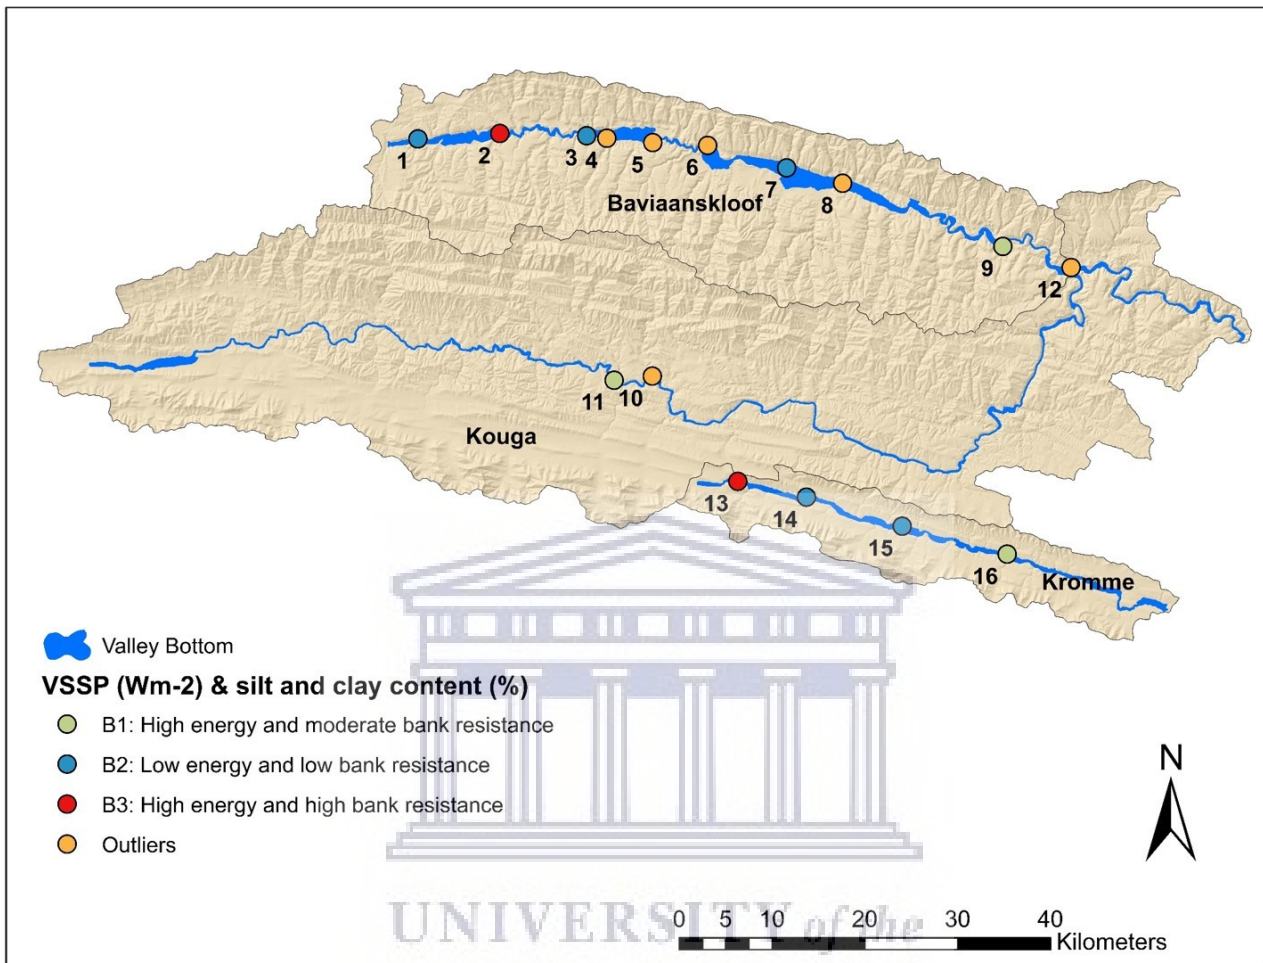 1
2
3
4
5
6
7
8
Baviaanskloof
9
12
11
10
Kouga
13
14
15
16
Kromme
Valley Bottom
VSSP (Wm-2) & silt and clay content (%)
B1: High energy and moderate bank resistance
B2: Low energy and low bank resistance
B3: High energy and high bank resistance
Outliers
N
UNIVERSITY of the
0 5 10 20 30 40
Kilometers